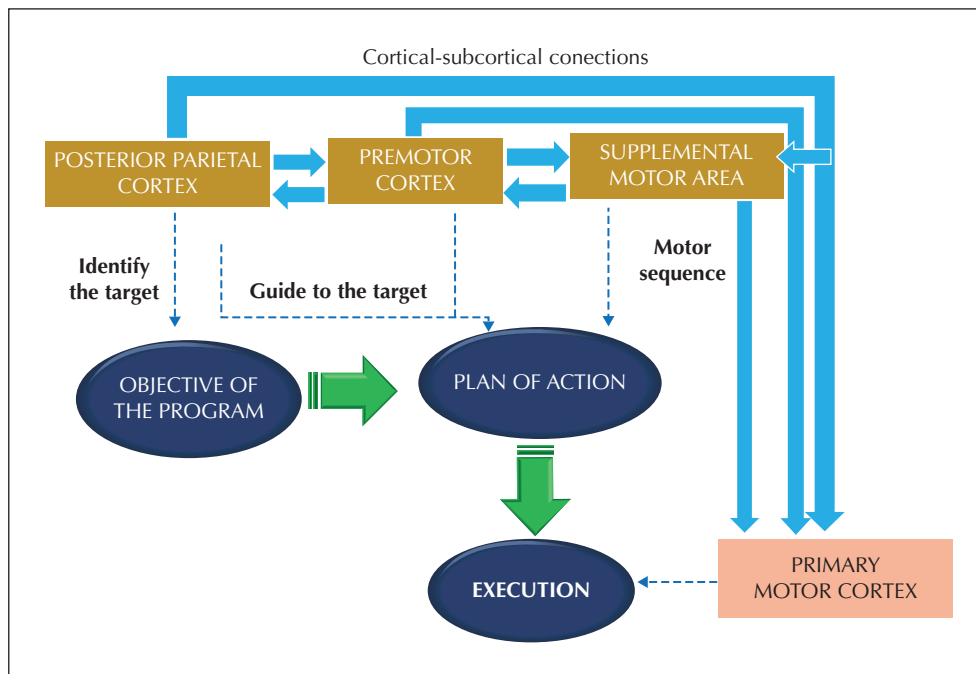 Cortical-subcortical conections
POSTERIOR PARIETAL
CORTEX
PREMOTOR
CORTEX
SUPPLEMENTAL
MOTOR AREA
Identify
the target
Guide to the target
Motor
sequence
OBJECTIVE OF
THE PROGRAM
PLAN OF ACTION
EXECUTION
PRIMARY
MOTOR CORTEX